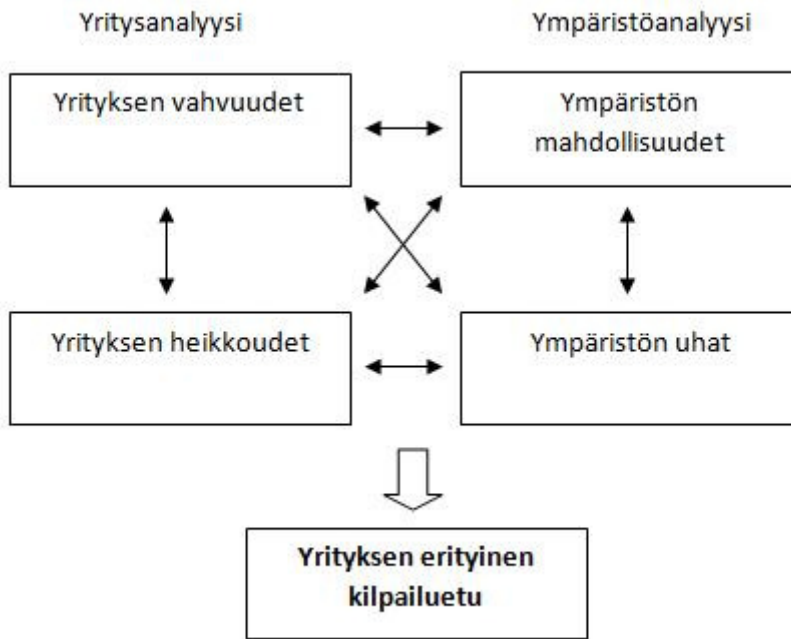 Yritysanalyysi
Ympäristöanalyysi
Yrityksen vahvuudet
Ympäristön
mahdollisuudet
Yrityksen heikkoudet
Ympäristön uhat
Yrityksen erityinen
kilpailuetu